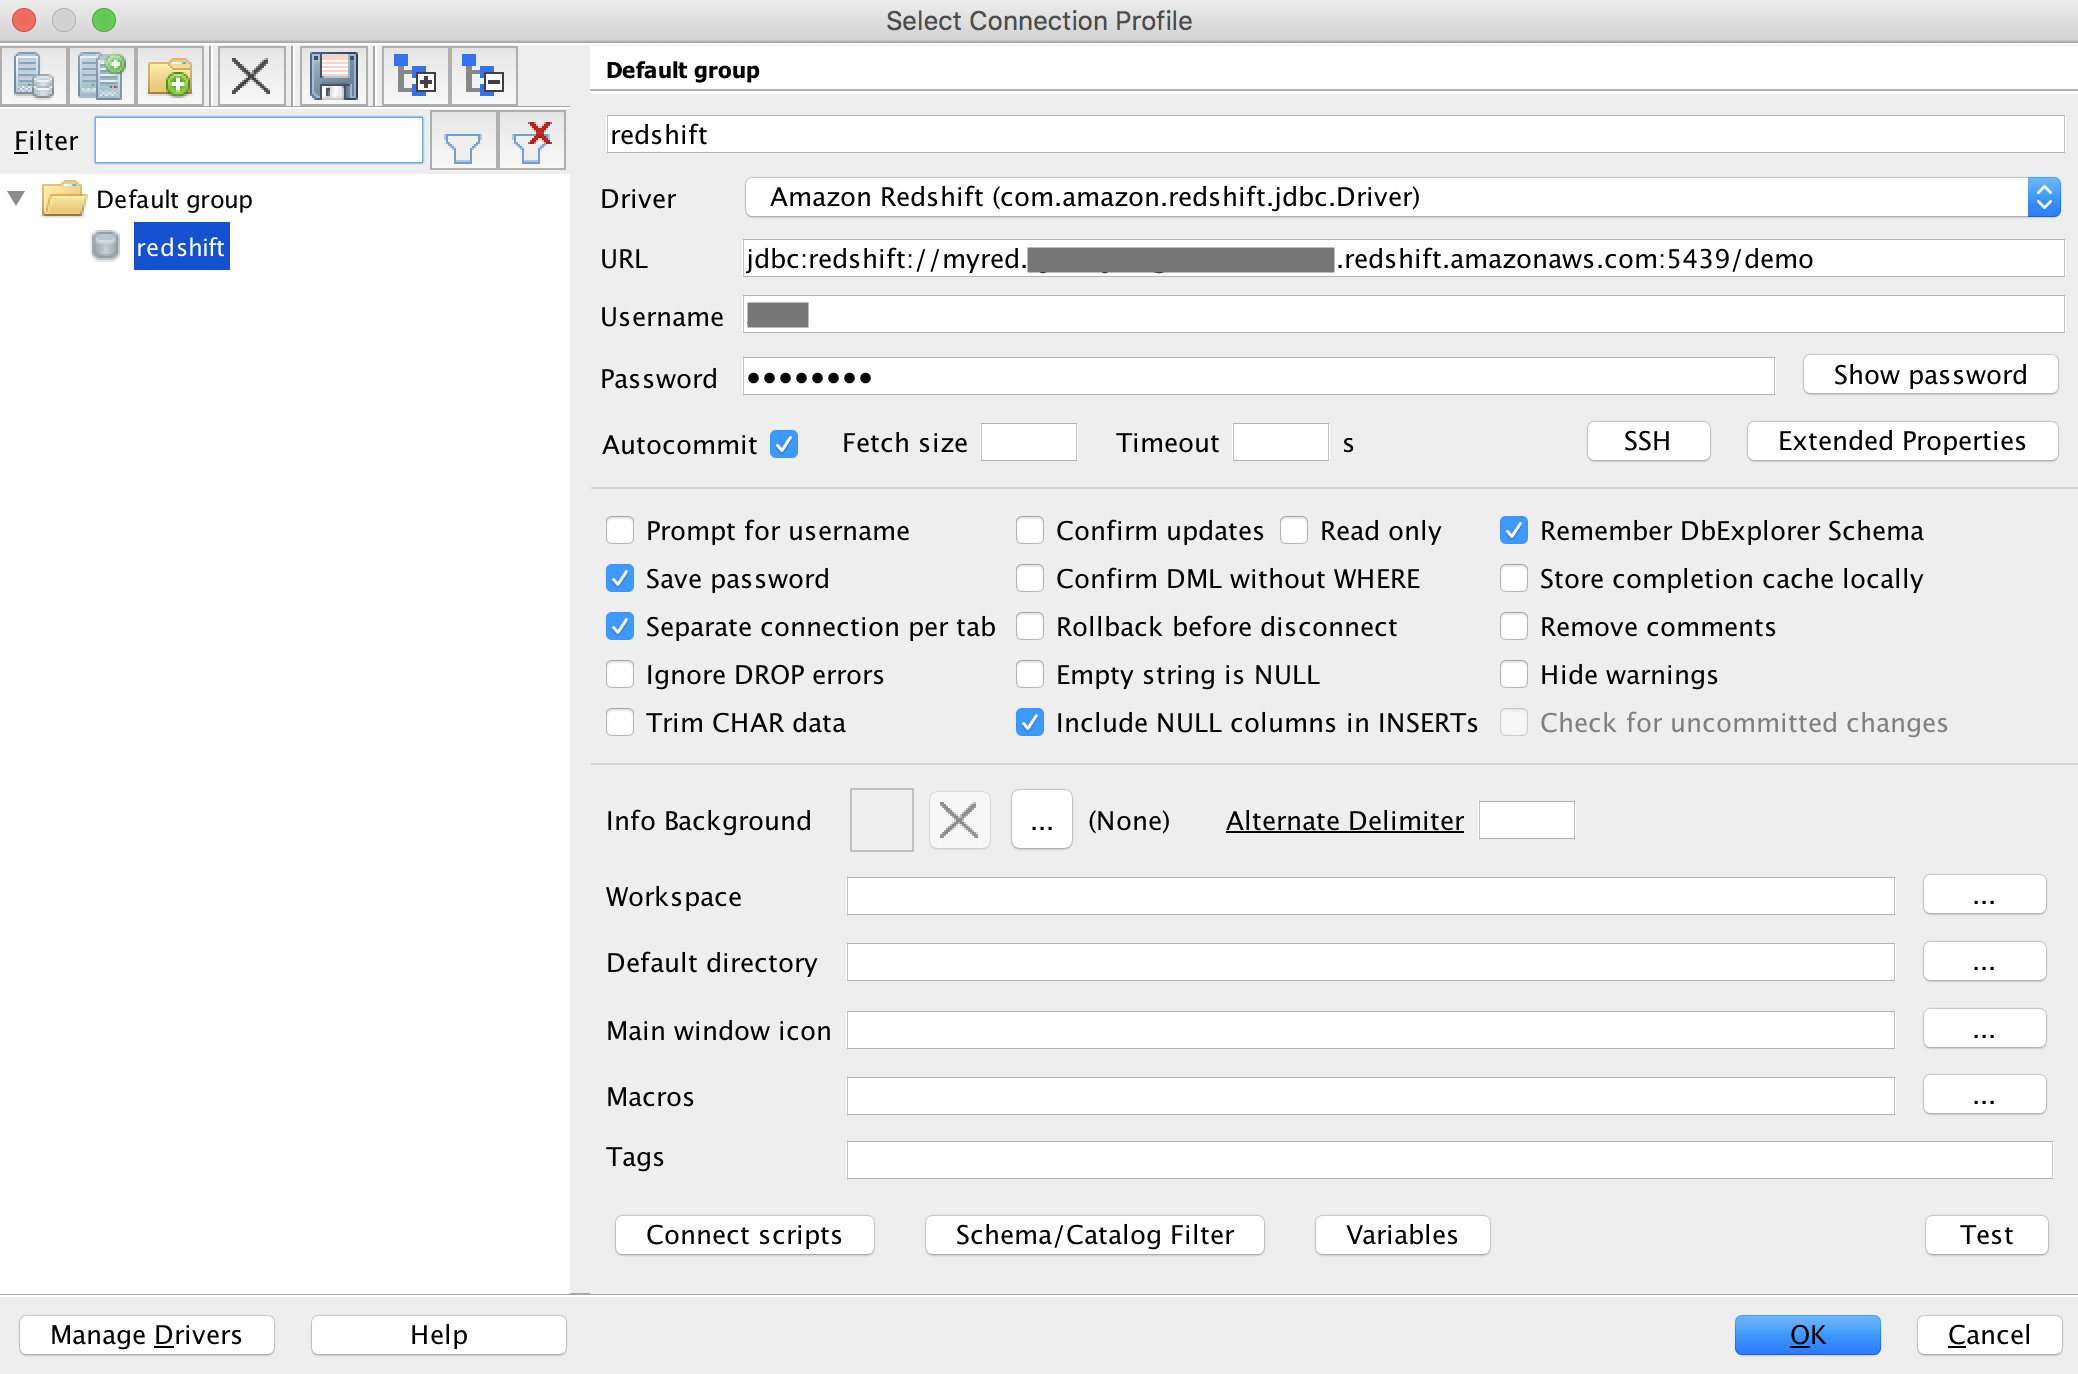 Select Connection Profile
Filter
Default group
redshift
Default group
redshift
Driver Amazon Redshift (com.amazon.redshift.jdbc.Driver)
URL jdbc:redshift://myred. .redshift.amazonaws.com:5439/demo
Username
Password •••••••• Show password
Autocommit Fetch size Timeout s SSH Extended Properties
Prompt for username Confirm updates Read only Remember DbExplorer Schema
Save password Confirm DML without WHERE Store completion cache locally
Separate connection per tab Rollback before disconnect Remove comments
Ignore DROP errors Empty string is NULL Hide warnings
Trim CHAR data Include NULL columns in INSERTs Check for uncommitted changes
Info Background ... (None) Alternate Delimiter
Workspace ...
Default directory ...
Main window icon ...
Macros ...
Tags
Connect scripts Schema/Catalog Filter Variables Test
Manage Drivers Help OK Cancel